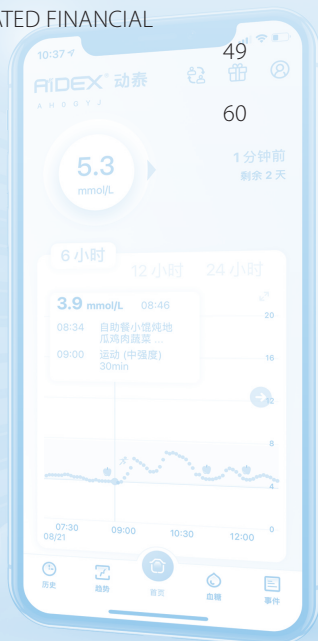 ATED FINANCIAL
49
60
10:37
AiDEX 动泰
AHDGTJ
5.3
mmol/L
1 分钟前
剩余 2 天
6 小时
12 小时
24 小时
3.9 mmol/L 08:46
08:34 自助餐小馄炖地
瓜鸡肉蔬菜 ...
09:00 运动 (中强度)
30min
20
16
12
8
4
0
07:30 09:00 10:30 12:00
08/21
历史 趋势 首页 血糖 事件